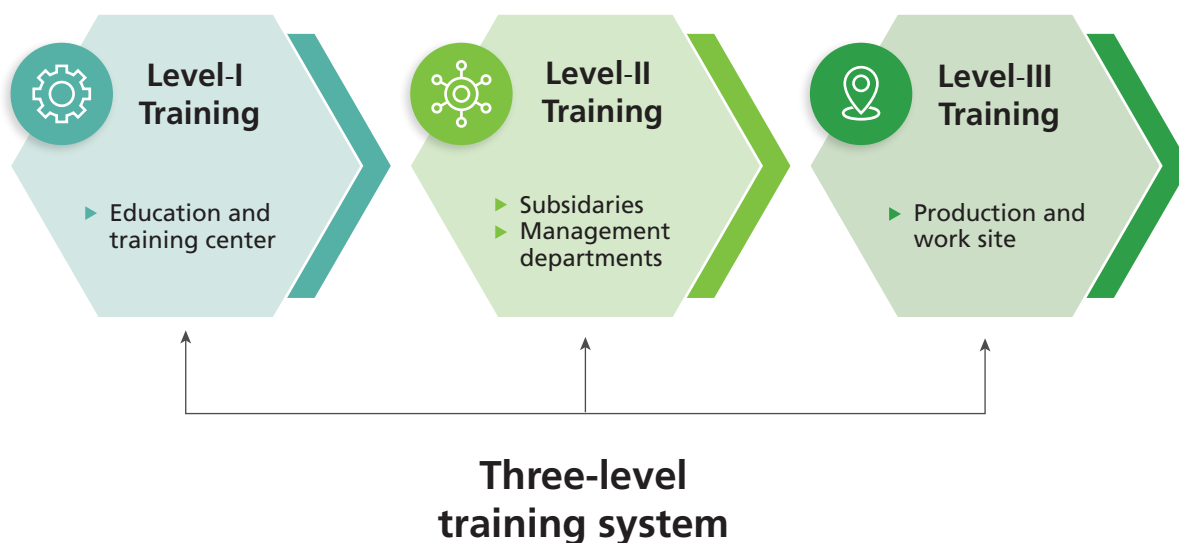 Level-I
Training
Education and
training center
Level-II
Training
Subsidaries
Management
departments
Level-III
Training
Production and
work site
Three-level
training system